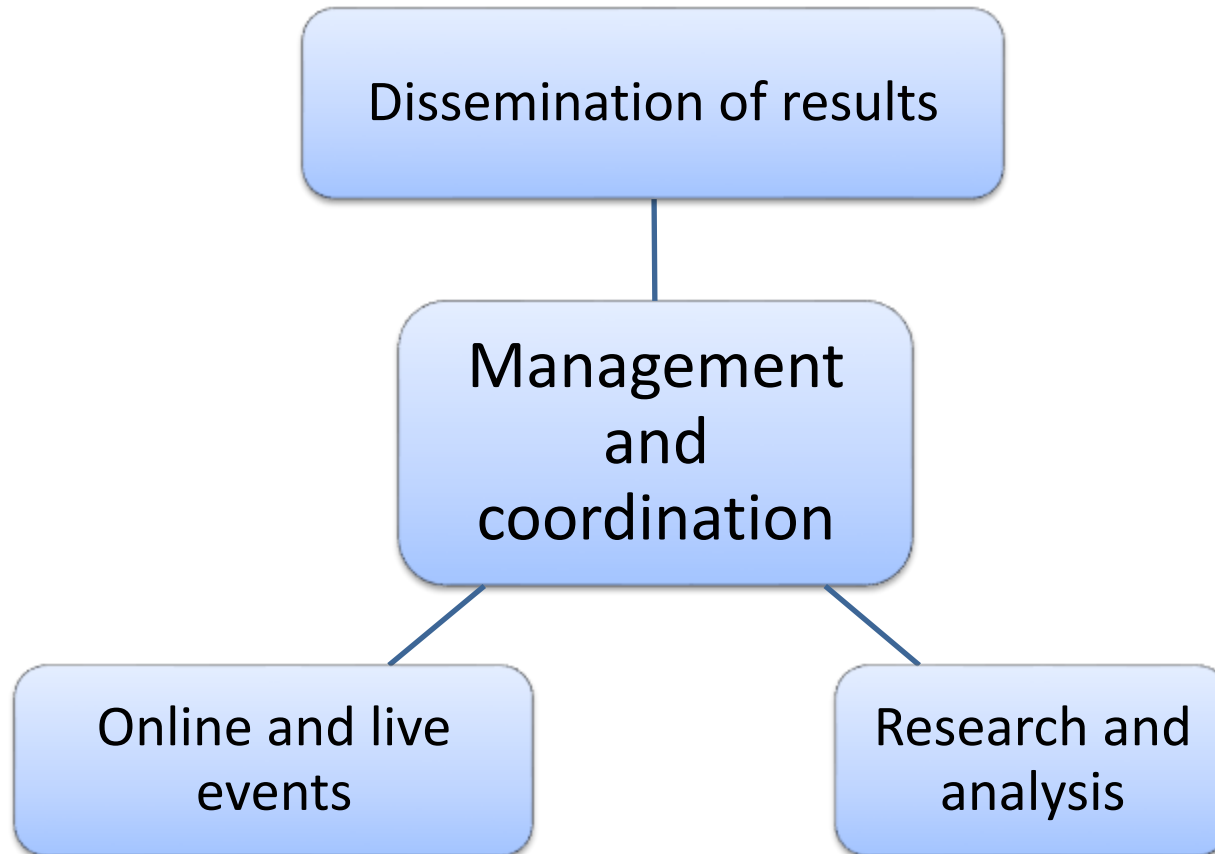 Dissemination of results
Management
and
coordination
Online and live
events
Research and
analysis